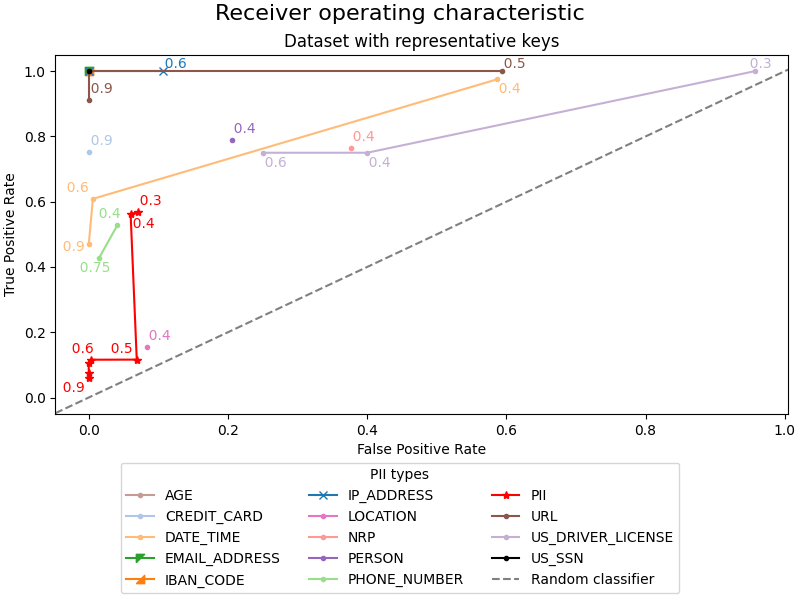 Receiver operating characteristic
Dataset with representative keys
1.0
0.6
0.5
0.3
0.9
0.4
0.8
0.4
0.4
0.9
0.6
0.4
0.6
0.6
0.3
0.4
0.4
0.9
0.4
0.75
0.2
0.4
0.6
0.5
0.9
0.0
True Positive Rate
0.0 0.2 0.4 0.6 0.8 1.0
False Positive Rate
PII types
AGE IP_ADDRESS PII
CREDIT_CARD LOCATION URL
DATE_TIME NRP US_DRIVER_LICENSE
EMAIL_ADDRESS PERSON US_SSN
IBAN_CODE PHONE_NUMBER Random classifier